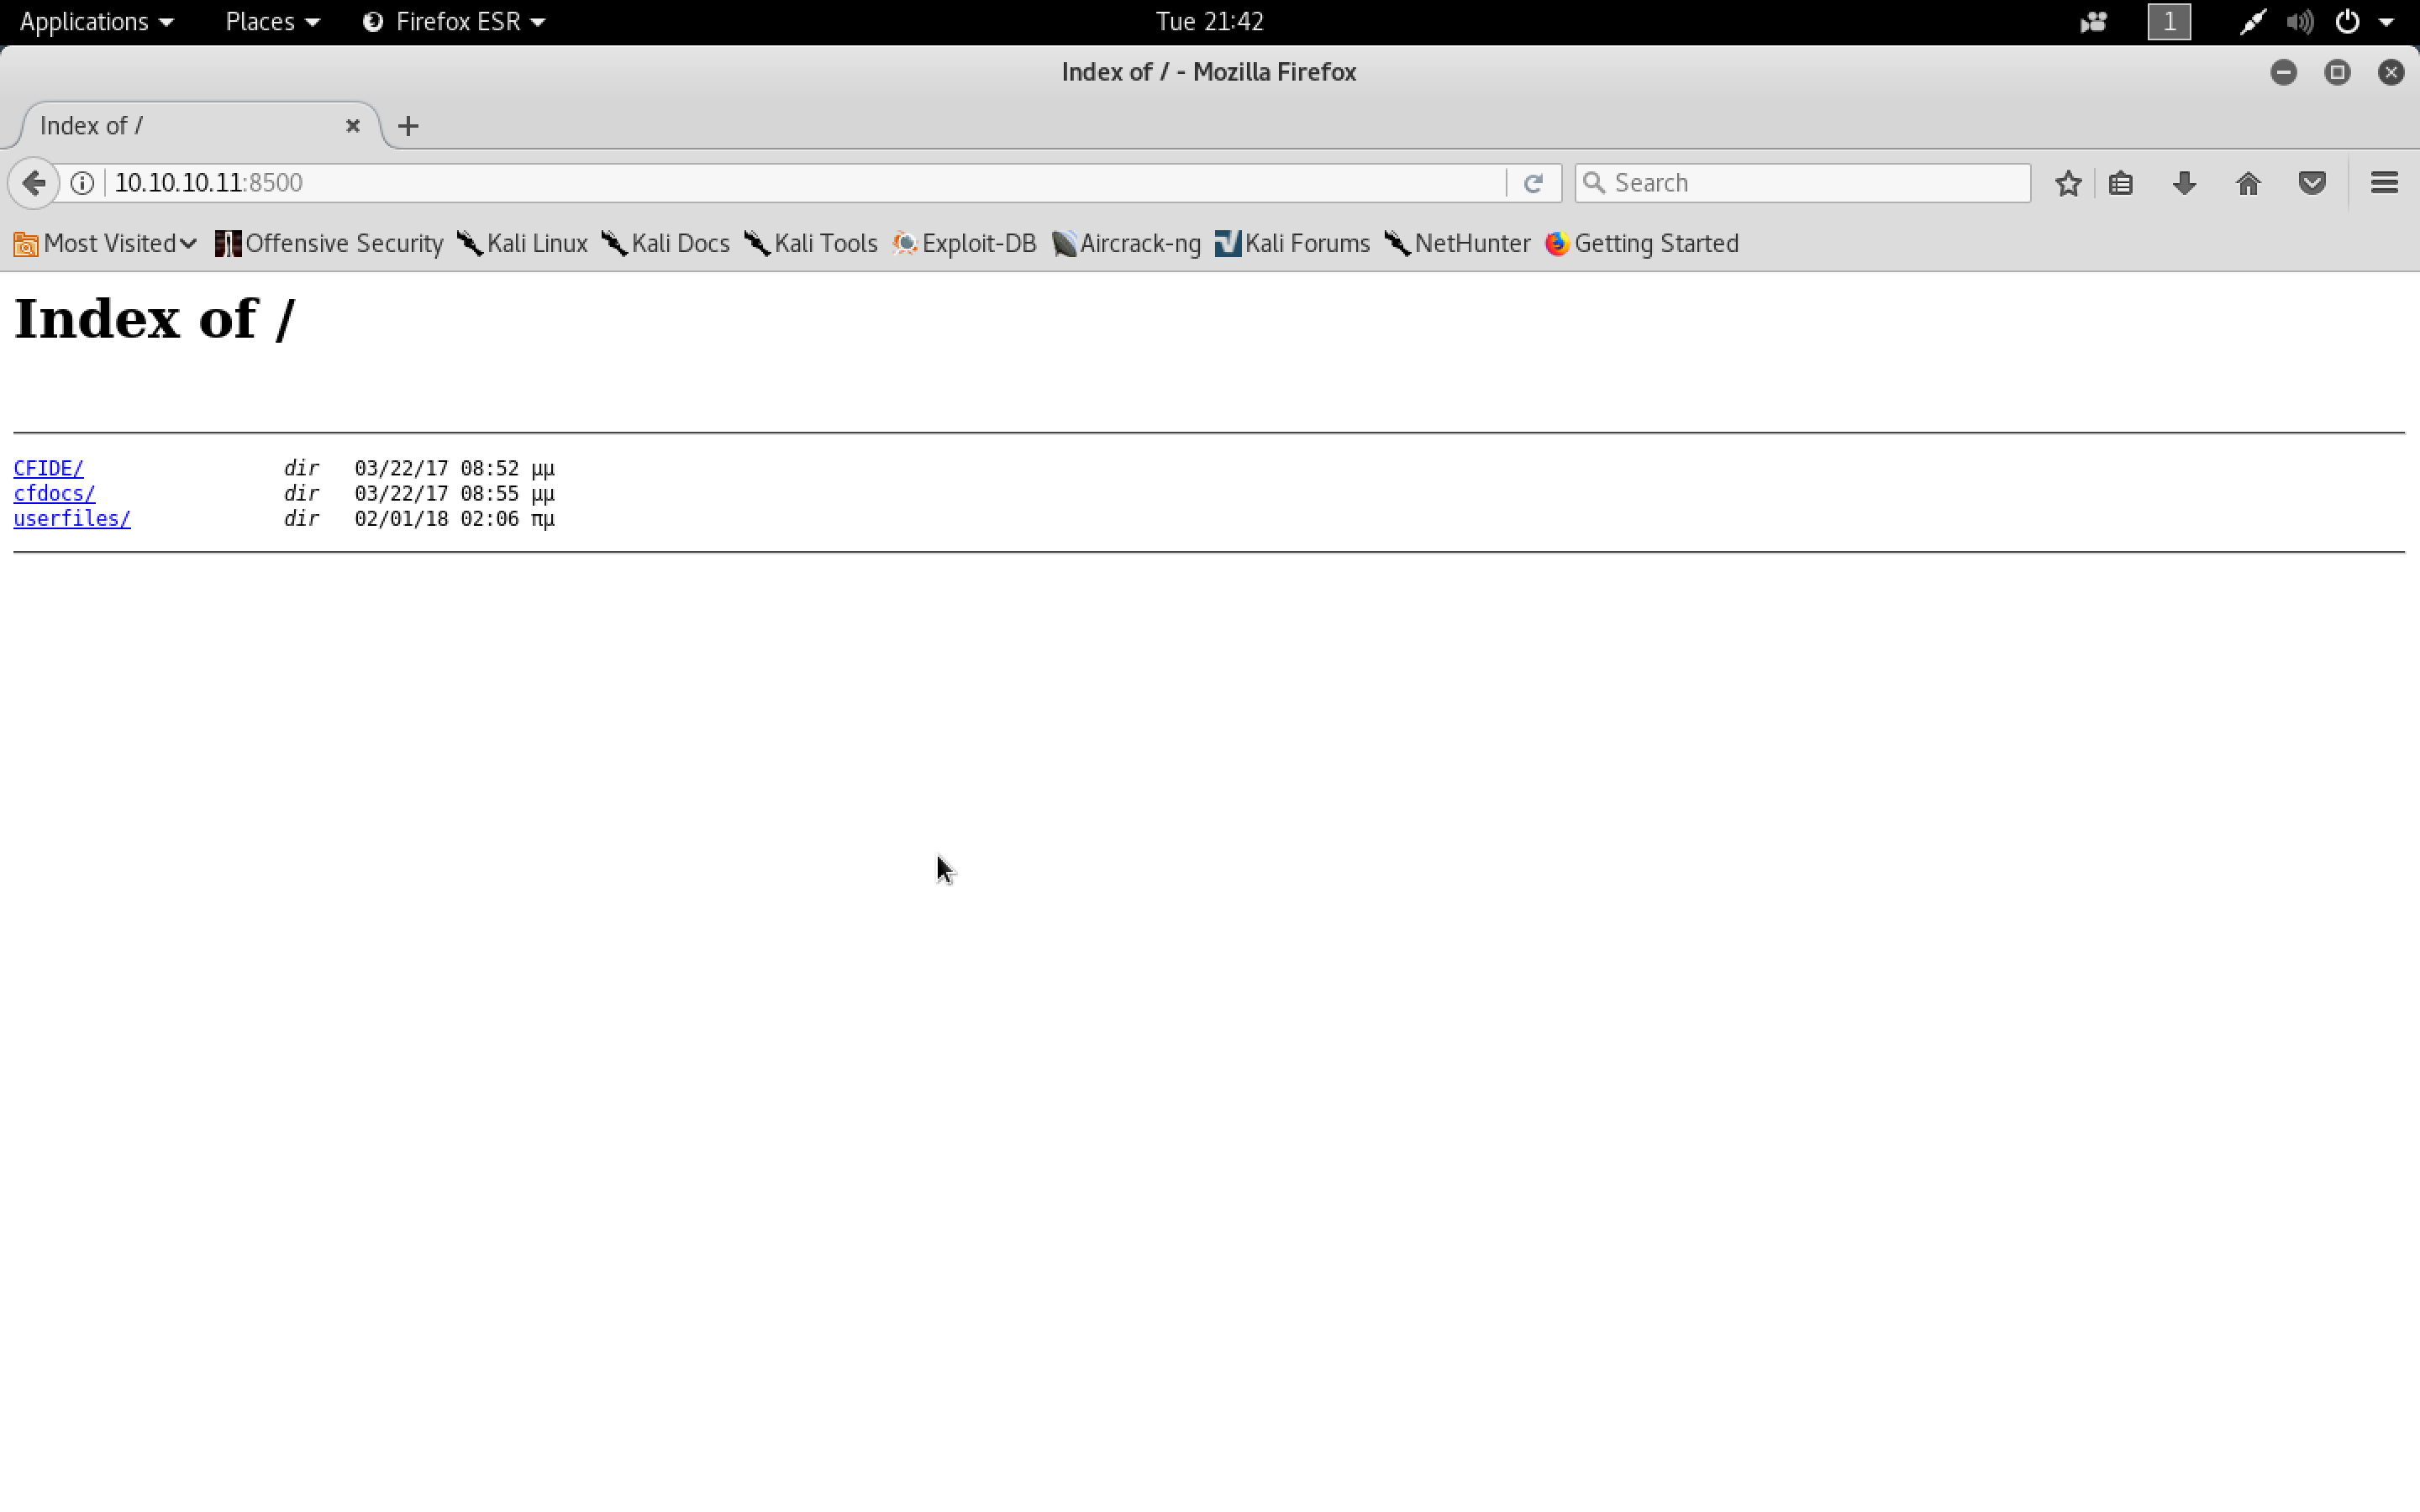 Applications Places Firefox ESR Tue 21:42 1
Index of / - Mozilla Firefox
Index of /
10.10.10.11:8500 Search
Most Visited Offensive Security Kali Linux Kali Docs Kali Tools Exploit-DB Aircrack-ng Kali Forums NetHunter Getting Started
Index of /
CFIDE/ dir 03/22/17 08:52 μμ
cfdocs/ dir 03/22/17 08:55 μμ
userfiles/ dir 02/01/18 02:06 πμ